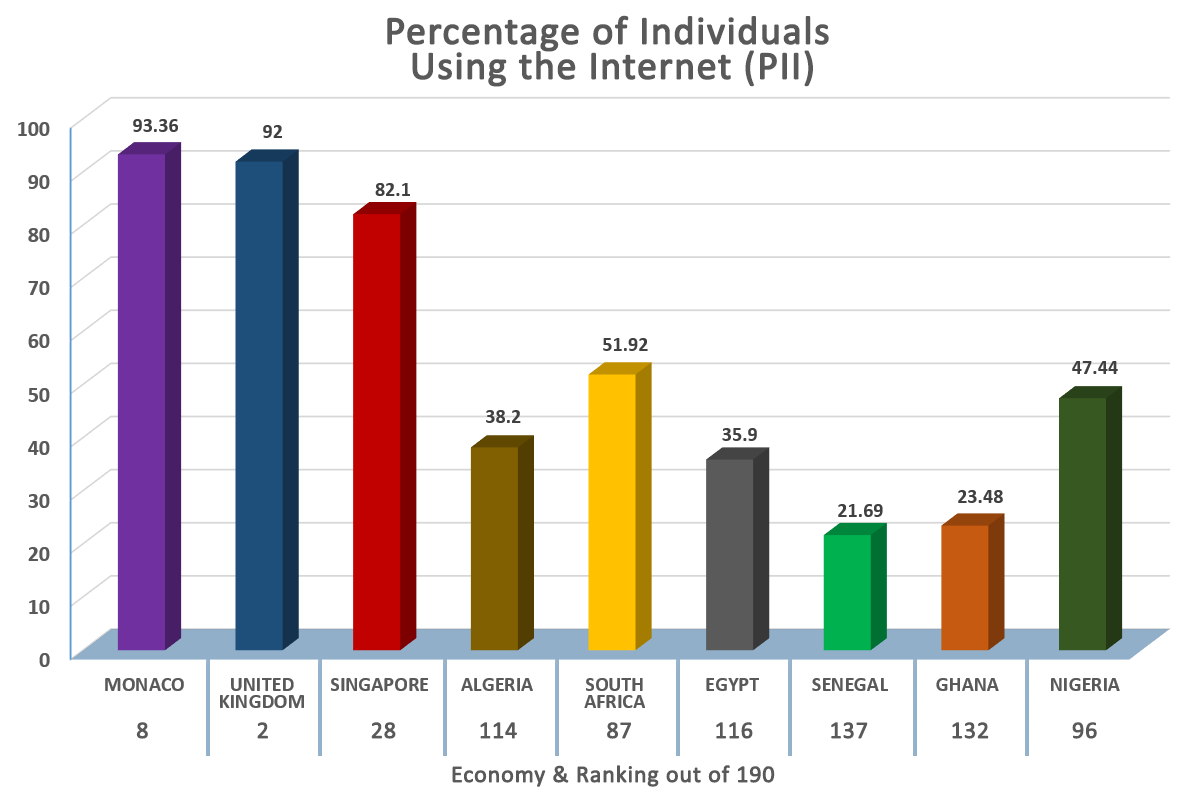 Percentage of Individuals
Using the Internet (PII)
100
90
80
70
60
50
40
30
20
10
0
93.36
92
82.1
38.2
51.92
35.9
21.69
23.48
47.44
MONACO
UNITED
KINGDOM
SINGAPORE
ALGERIA
SOUTH
AFRICA
EGYPT
SENEGAL
GHANA
NIGERIA
8
2
28
114
87
116
137
132
96
Economy & Ranking out of 190